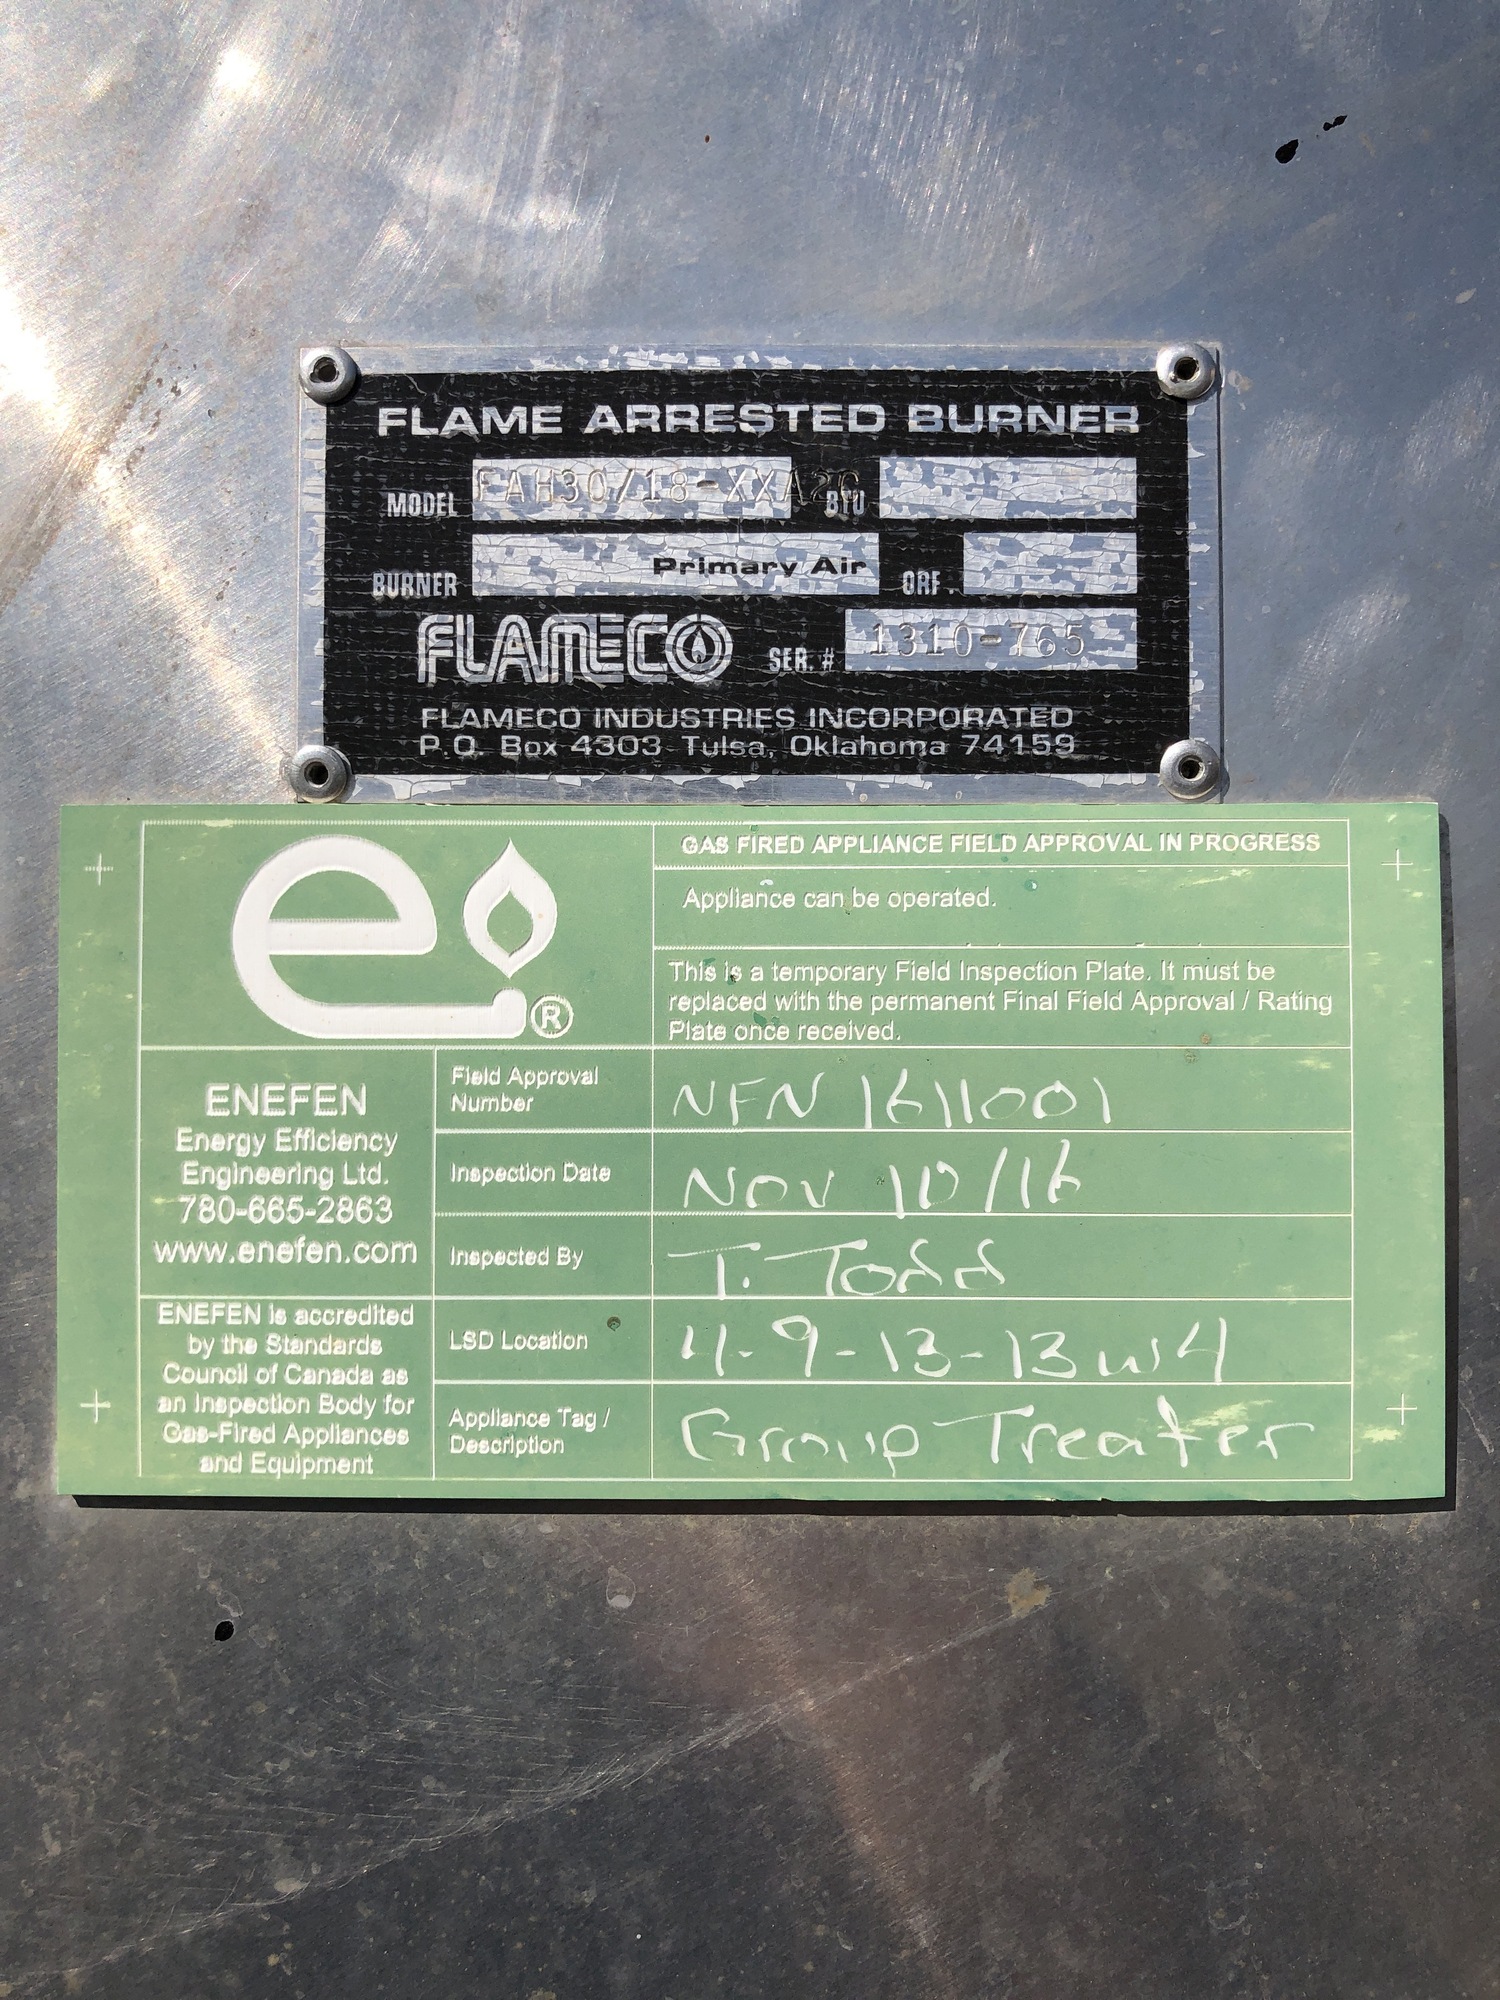 FLAME ARRESTED BURNER
MODEL FAH30/18-XXA2C BTU
BURNER Primary Air ORF.
FLAMECO SER. # 1310-765
FLAMECO INDUSTRIES INCORPORATED
P.O. Box 4303 Tulsa, Oklahoma 74159
e ®
GAS FIRED APPLIANCE FIELD APPROVAL IN PROGRESS
Appliance can be operated.
This is a temporary Field Inspection Plate. It must be
replaced with the permanent Final Field Approval / Rating
Plate once received.
ENEFEN
Energy Efficiency
Engineering Ltd.
780-665-2863
www.enefen.com
ENEFEN is accredited
by the Standards
Council of Canada as
an Inspection Body for
Gas-Fired Appliances
and Equipment
Field Approval
Number
NFN 1611001
Inspection Date
NOV 10/16
Inspected By
T. Todd
LSD Location
4-9-13-13w4
Appliance Tag /
Description
Group Treater